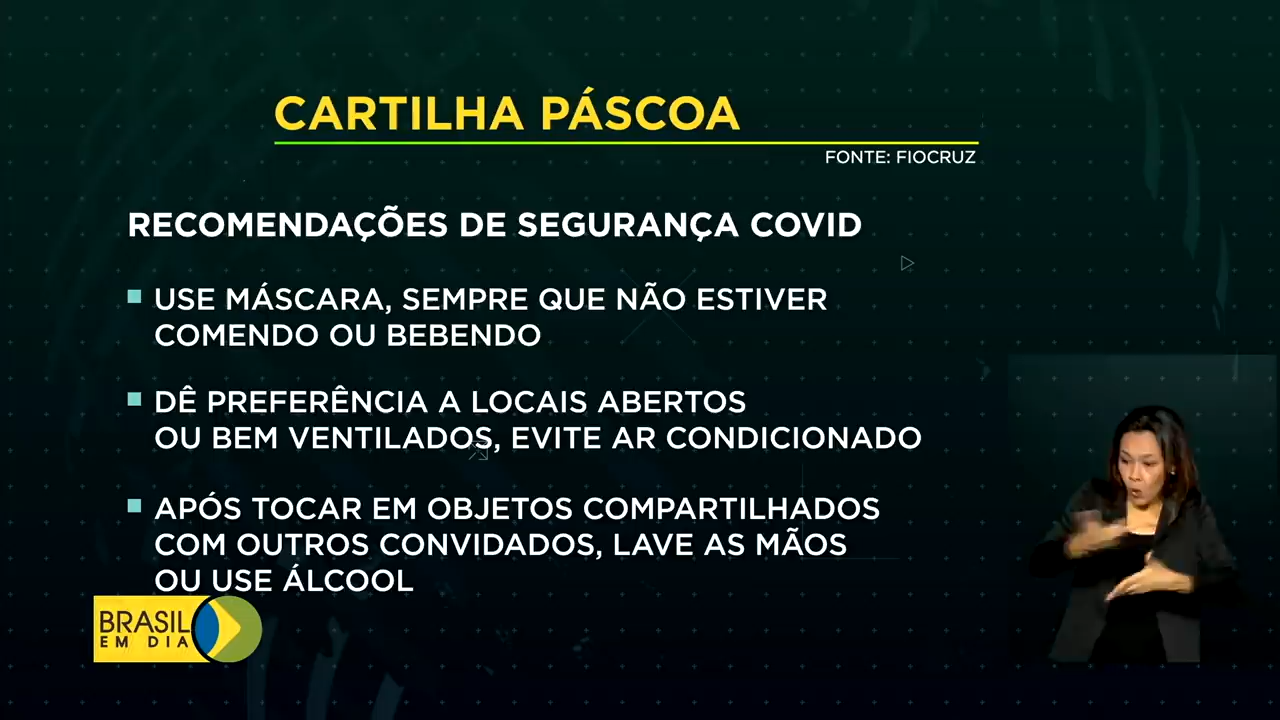 CARTILHA PÁSCOA
FONTE: FIOCRUZ
RECOMENDAÇÕES DE SEGURANÇA COVID
USE MÁSCARA, SEMPRE QUE NÃO ESTIVER
COMENDO OU BEBENDO
DÊ PREFERÊNCIA A LOCAIS ABERTOS
OU BEM VENTILADOS, EVITE AR CONDICIONADO
APÓS TOCAR EM OBJETOS COMPARTILHADOS
COM OUTROS CONVIDADOS, LAVE AS MÃOS
OU USE ÁLCOOL
BRASIL
EM DIA